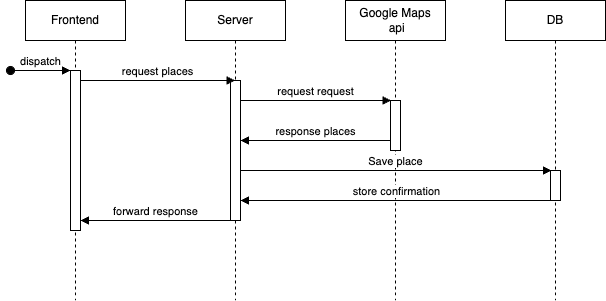 Frontend
Server
Google Maps
api
DB
dispatch
request places
request request
response places
Save place
store confirmation
forward response